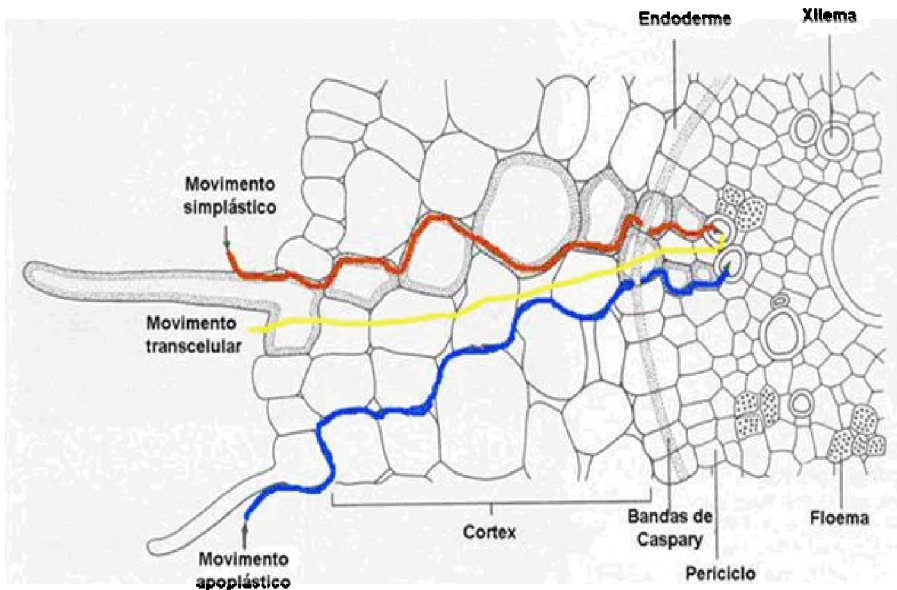 Endoderme
Xilema
Movimento
simplástico
Movimento
transcelular
Cortex
Bandas de
Caspary
Floema
Movimento
apoplástico
Periciclo